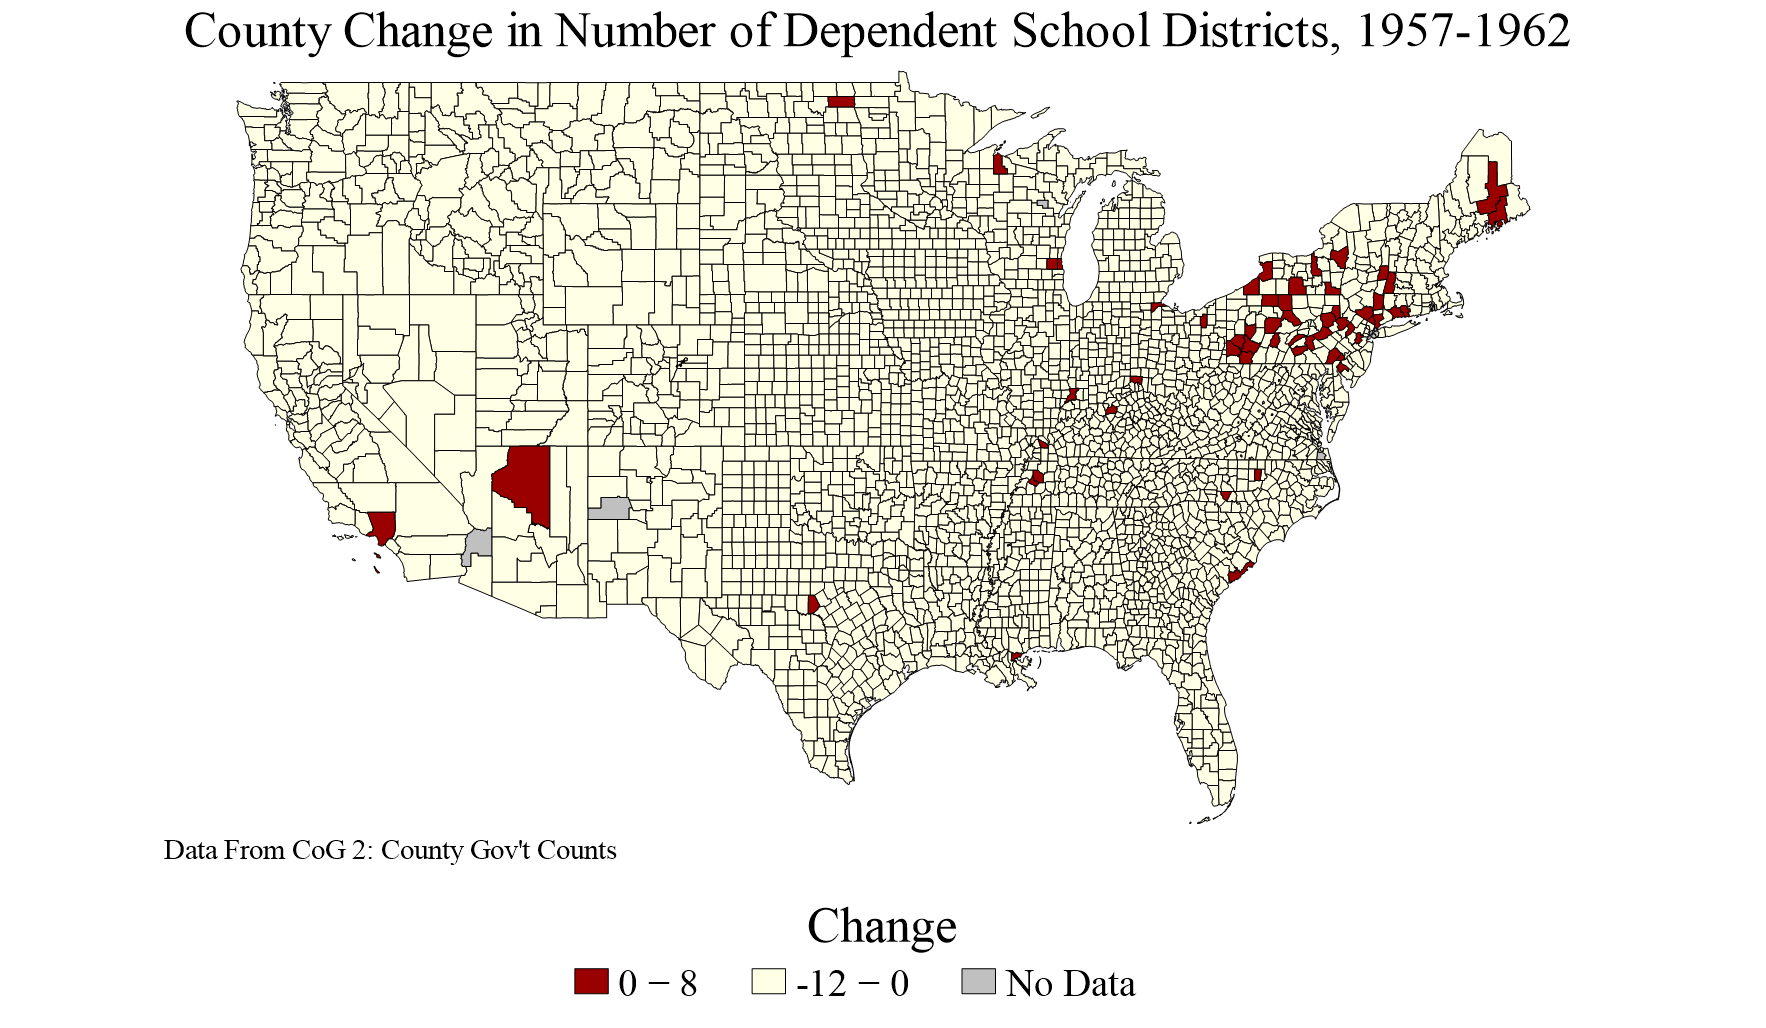 County Change in Number of Dependent School Districts, 1957-1962
Data From CoG 2: County Gov't Counts
Change
0 − 8 -12 − 0 No Data